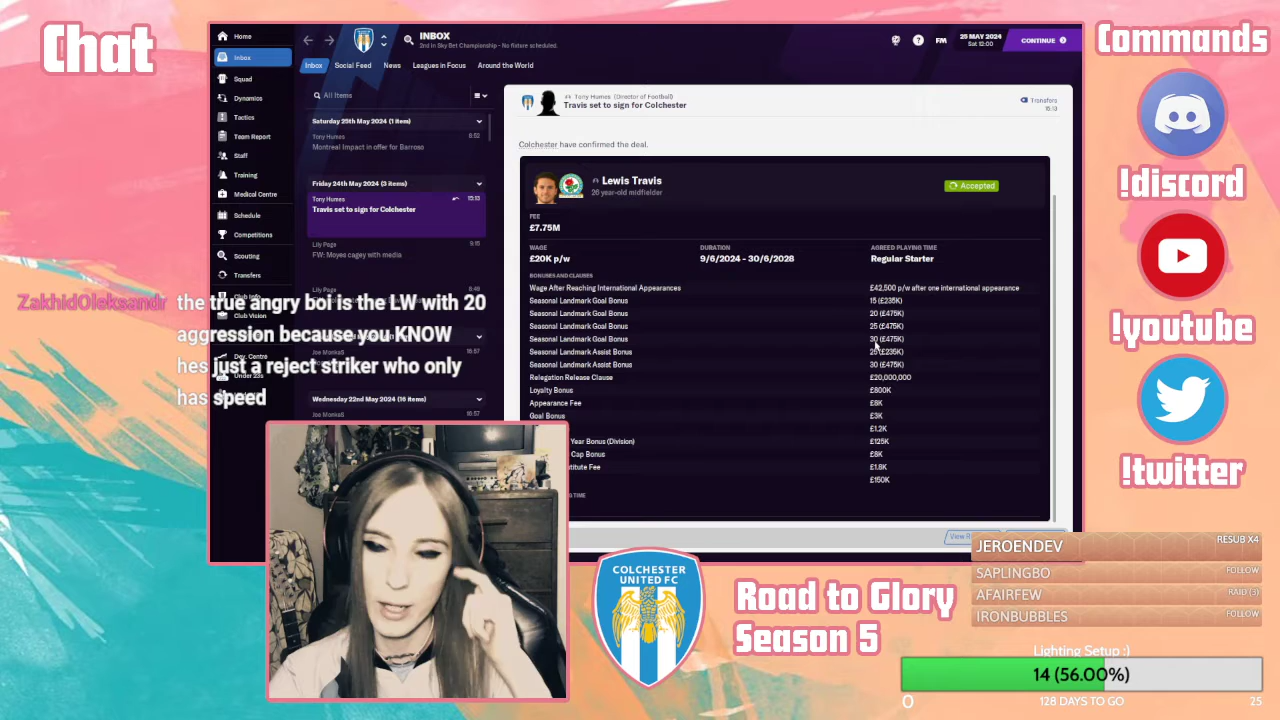 Chat
Commands
Home
Inbox
Squad
Dynamics
Tactics
Team Report
Staff
Training
Medical Centre
Schedule
Competitions
Scouting
Transfers
Club Vision
Dev. Centre
INBOX
2nd in Sky Bet Championship - No fixture scheduled.
FM
25 MAY 2024
Sat 12:00
CONTINUE
Inbox Social Feed News Leagues in Focus Around the World
All Items
Saturday 25th May 2024 (1 item)
Tony Humes
Montreal Impact in offer for Barroso
Friday 24th May 2024 (3 items)
Tony Humes
Travis set to sign for Colchester
Lily Page
FW: Moyes cagey with media
Lily Page
Joe MonkaS
Wednesday 22nd May 2024 (16 items)
Joe MonkaS
Tony Humes (Director of Football)
Travis set to sign for Colchester
Transfers
Colchester have confirmed the deal.
Lewis Travis
26-year-old midfielder
Accepted
FEE
£7.75M
WAGE DURATION AGREED PLAYING TIME
£20K p/w 9/6/2024 - 30/6/2028 Regular Starter
BONUSES AND CLAUSES
Wage After Reaching International Appearances £42,500 p/w after one international appearance
Seasonal Landmark Goal Bonus 15 (£235K)
Seasonal Landmark Goal Bonus 20 (£475K)
Seasonal Landmark Goal Bonus 25 (£475K)
Seasonal Landmark Goal Bonus 30 (£475K)
Seasonal Landmark Assist Bonus 25 (£235K)
Seasonal Landmark Assist Bonus 30 (£475K)
Relegation Release Clause £20,000,000
Loyalty Bonus £600K
Appearance Fee £8K
Goal Bonus £3K
£1.2K
Year Bonus (Division) £125K
Cap Bonus £8K
Fee £1.8K
£150K
ZakhidOleksandr the true angry boi is the LW with 20
aggression because you KNOW
hes just a reject striker who only
has speed
!discord
!youtube
!twitter
COLCHESTER
UNITED FC
Road to Glory
Season 5
JEROENDEV RESUB X4
SAPLINGBO FOLLOW
AFAIRFEW RAID (3)
IRONBUBBLES FOLLOW
Lighting Setup :)
14 (56.00%)
0 128 DAYS TO GO 25